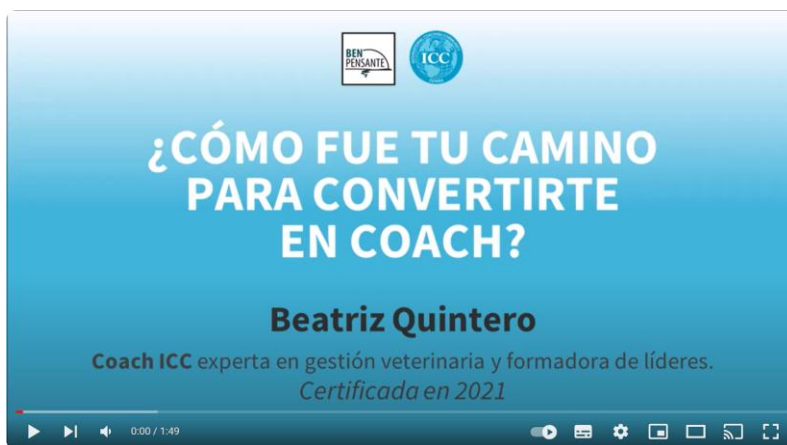 BEN
PENSANTE
ICC
¿CÓMO FUE TU CAMINO
PARA CONVERTIRTE
EN COACH?
Beatriz Quintero
Coach ICC experta en gestión veterinaria y formadora de líderes.
Certificada en 2021
0:00 / 1:49